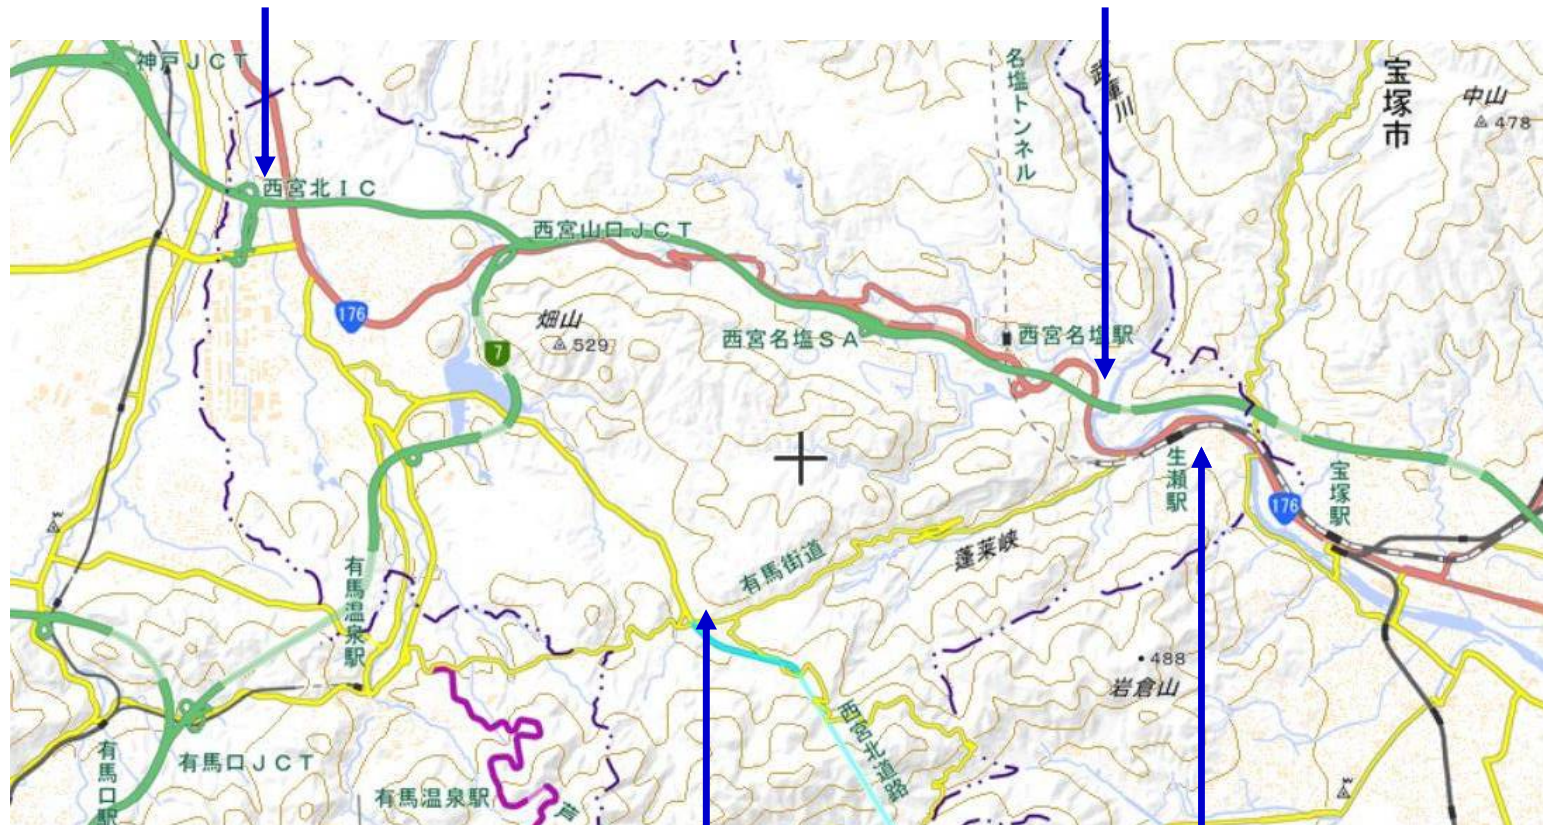 神戸JCT
名塩トンネル
武庫川
宝塚市
中山
478
西宮北IC
西宮山口JCT
176
畑山
529
7
西宮名塩SA
西宮名塩駅
生瀬駅
宝塚駅
176
有馬街道
蓬莱峡
有馬温泉駅
488
岩倉山
西宮北道路
有馬口駅
有馬口JCT
有馬温泉駅
芦